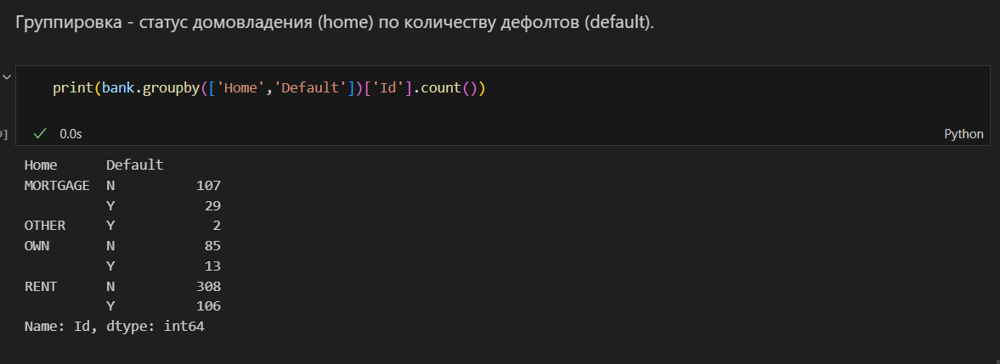 Группировка - статус домовладения (home) по количеству дефолтов (default).
print(bank.groupby(['Home','Default'])['Id'].count())
] 0.0s Python
Home Default
MORTGAGE N 107
Y 29
OTHER Y 2
OWN N 85
Y 13
RENT N 308
Y 106
Name: Id, dtype: int64